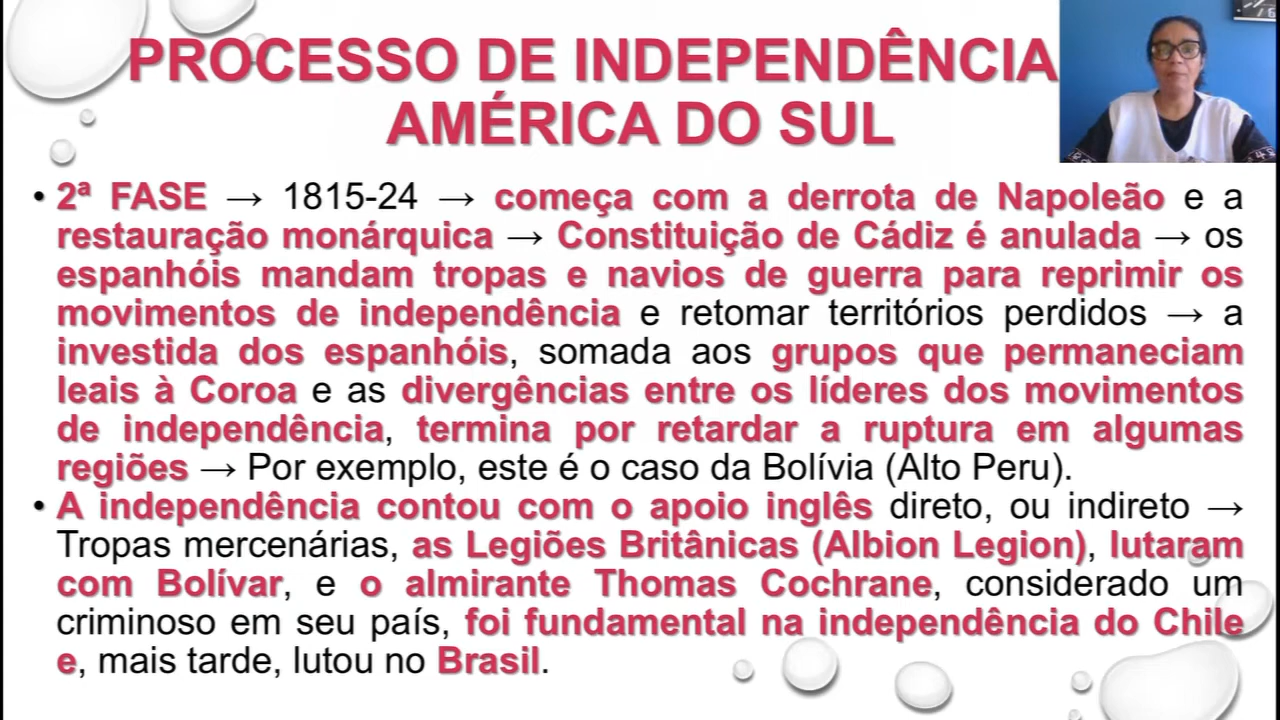 PROCESSO DE INDEPENDÊNCIA
AMÉRICA DO SUL
• 2ª FASE → 1815-24 → começa com a derrota de Napoleão e a
restauração monárquica → Constituição de Cádiz é anulada → os
espanhóis mandam tropas e navios de guerra para reprimir os
movimentos de independência e retomar territórios perdidos → a
investida dos espanhóis, somada aos grupos que permaneciam
leais à Coroa e as divergências entre os líderes dos movimentos
de independência, termina por retardar a ruptura em algumas
regiões → Por exemplo, este é o caso da Bolívia (Alto Peru).
• A independência contou com o apoio inglês direto, ou indireto →
Tropas mercenárias, as Legiões Britânicas (Albion Legion), lutaram
com Bolívar, e o almirante Thomas Cochrane, considerado um
criminoso em seu país, foi fundamental na independência do Chile
e, mais tarde, lutou no Brasil.